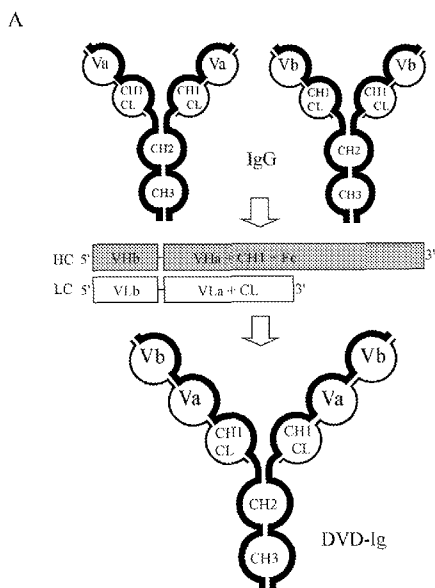 A
Va Va Vb Vb
CH1 CH1 CH1 CH1
CL CL CL CL
CH2 CH2
IgG
CH3 CH3
HC 5' VHb VHa + CH1 + Fc 3'
LC 5' VLb VLa + CL 3'
Vb Vb
Va Va
CH1 CH1
CL CL
CH2
DVD-Ig
CH3